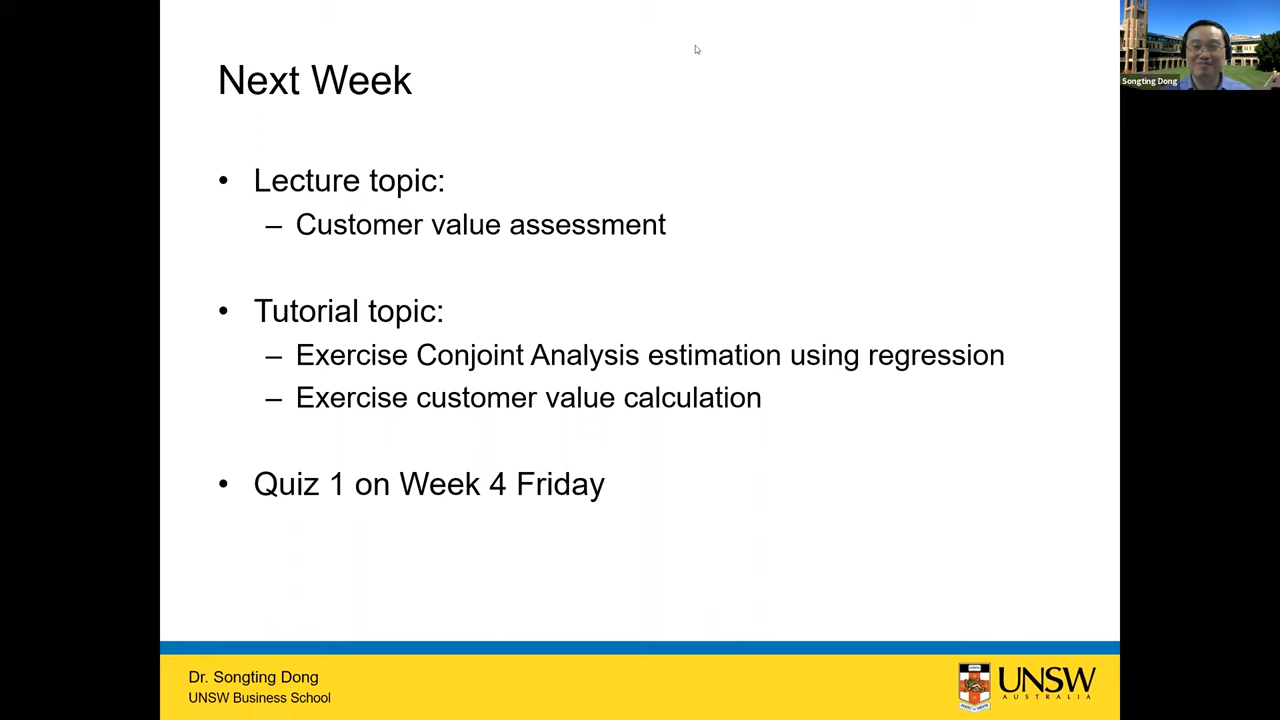 Next Week
• Lecture topic:
– Customer value assessment
• Tutorial topic:
– Exercise Conjoint Analysis estimation using regression
– Exercise customer value calculation
• Quiz 1 on Week 4 Friday
Dr. Songting Dong
UNSW Business School
UNSW
AUSTRALIA
Songting Dong